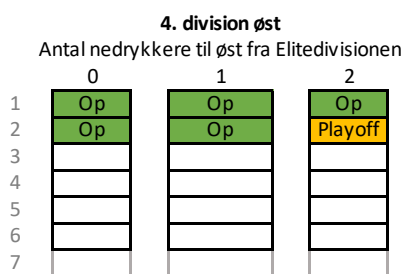 4. division øst
Antal nedrykkere til øst fra Elitedivisionen
0 1 2
1 Op Op Op
2 Op Op Playoff
3
4
5
6
7